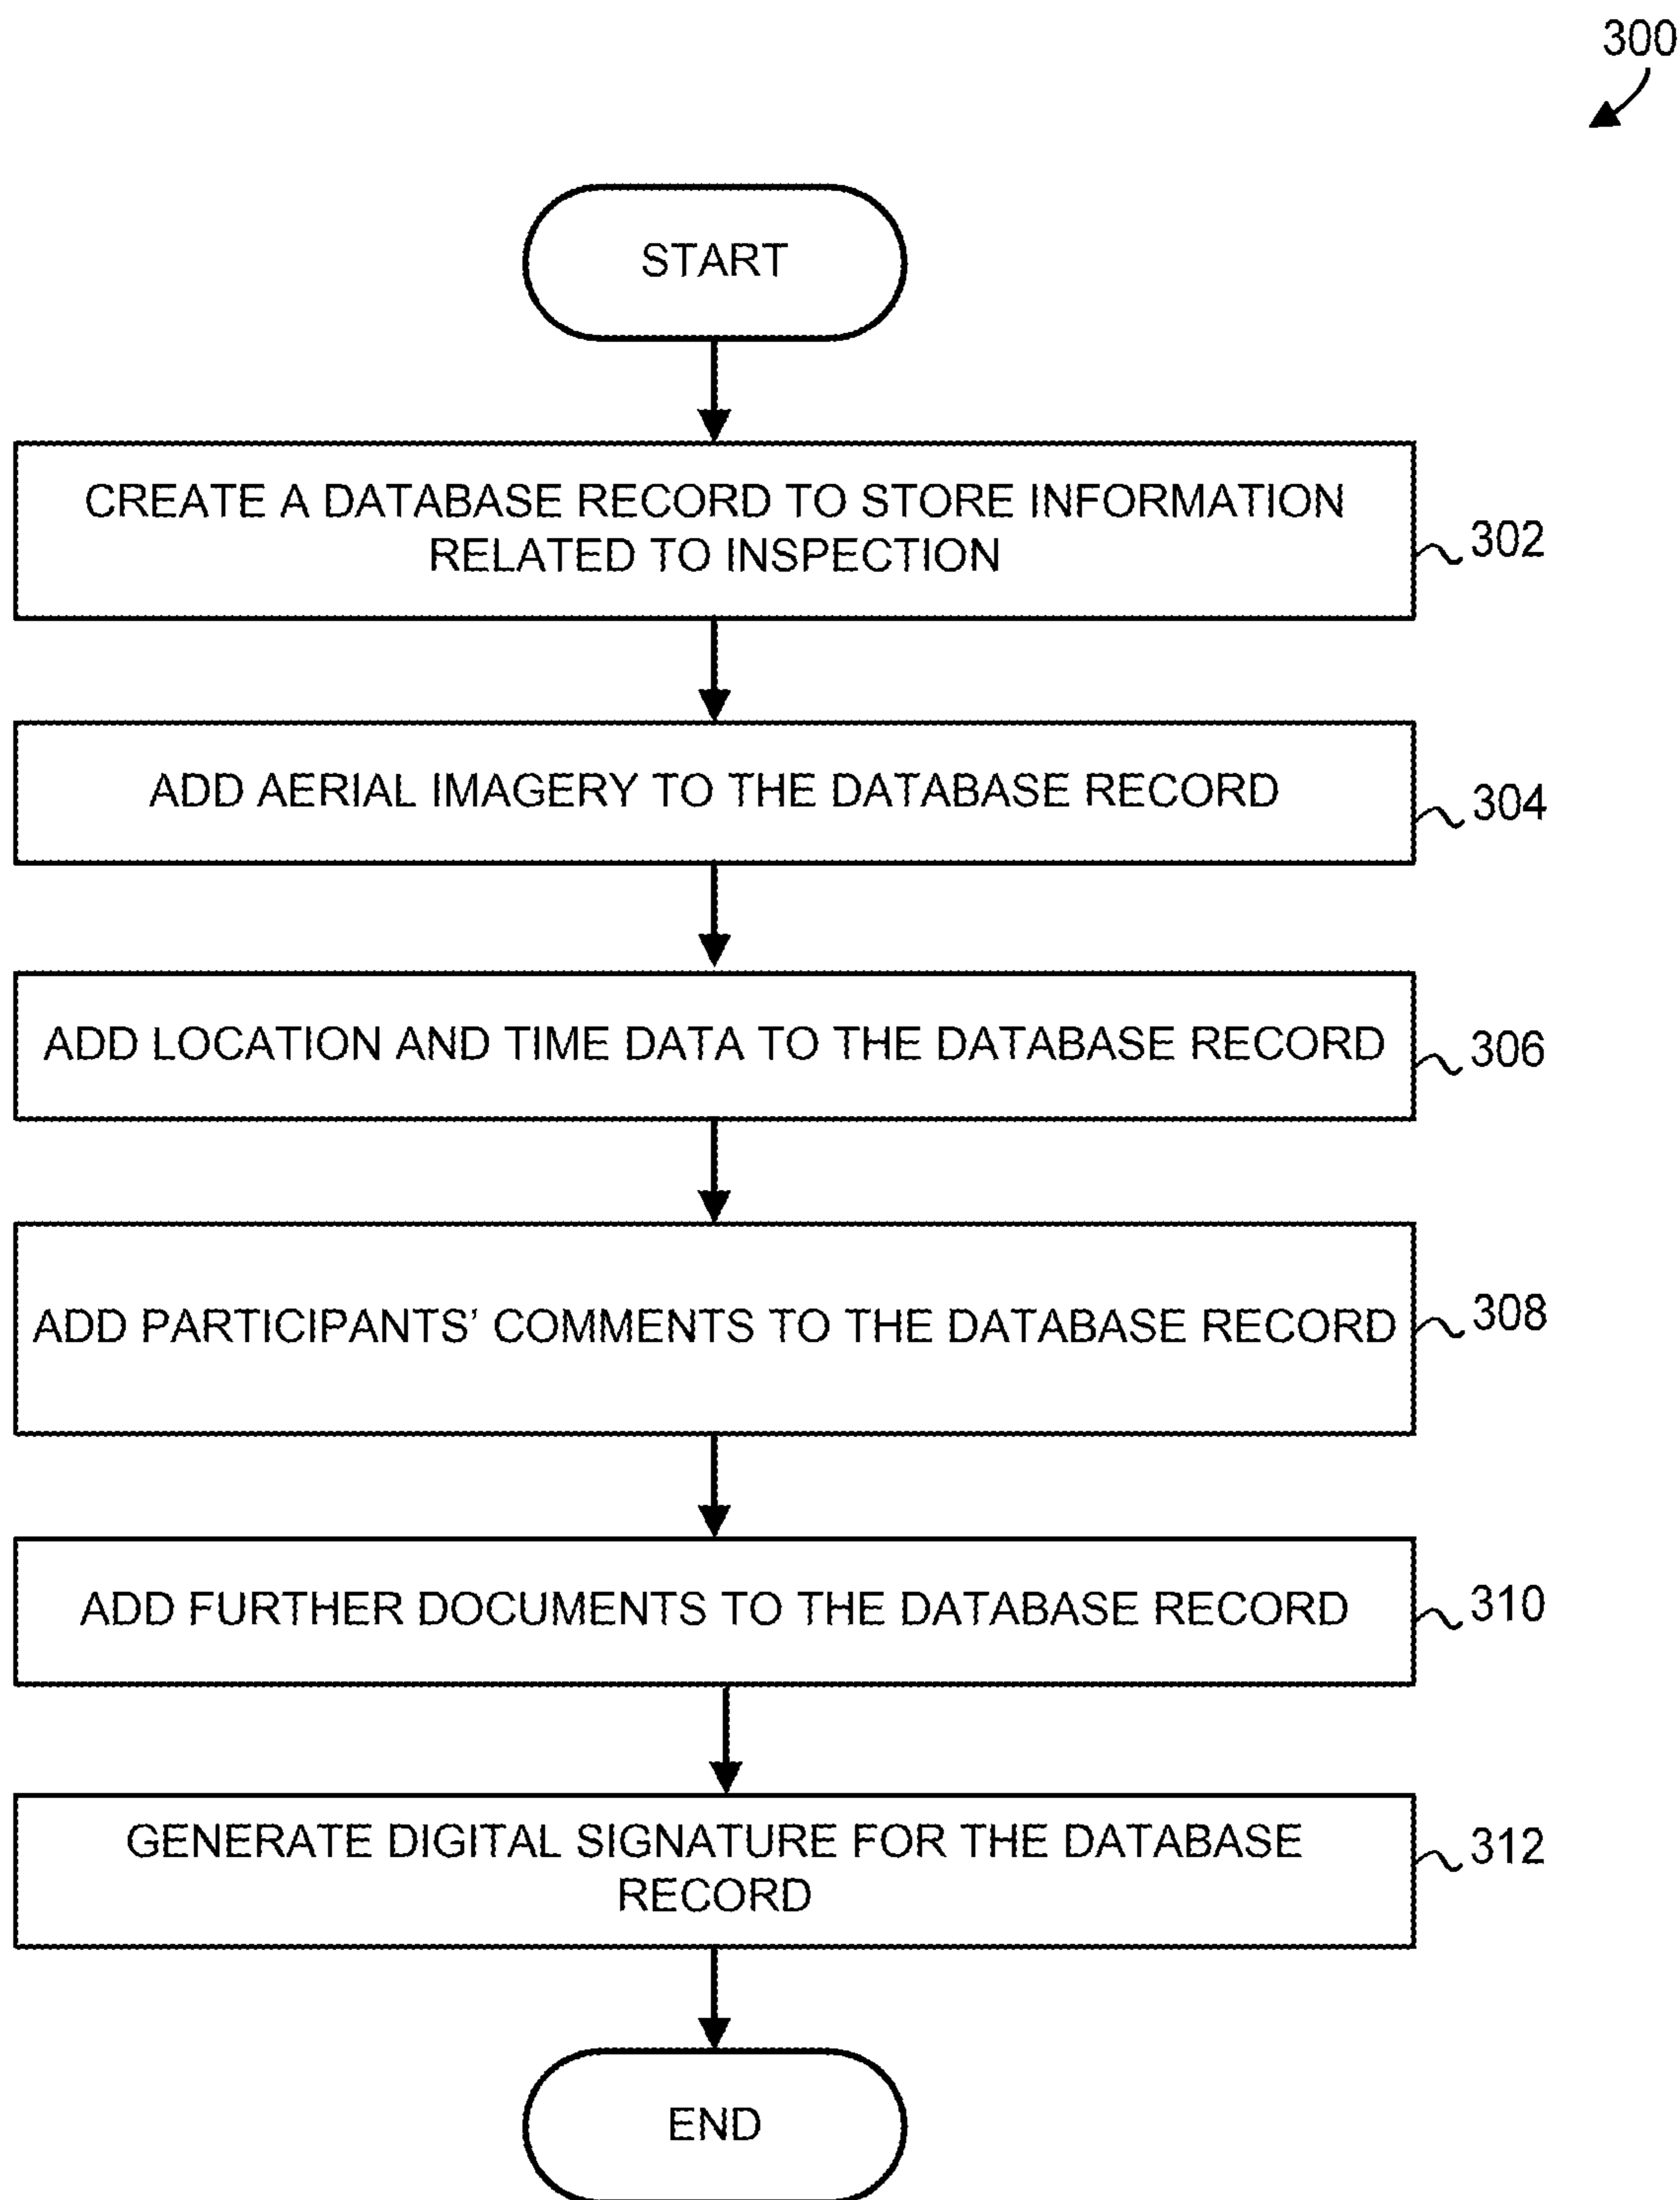 300
START
CREATE A DATABASE RECORD TO STORE INFORMATION
RELATED TO INSPECTION
302
ADD AERIAL IMAGERY TO THE DATABASE RECORD
304
ADD LOCATION AND TIME DATA TO THE DATABASE RECORD
306
ADD PARTICIPANTS’ COMMENTS TO THE DATABASE RECORD
308
ADD FURTHER DOCUMENTS TO THE DATABASE RECORD
310
GENERATE DIGITAL SIGNATURE FOR THE DATABASE
RECORD
312
END